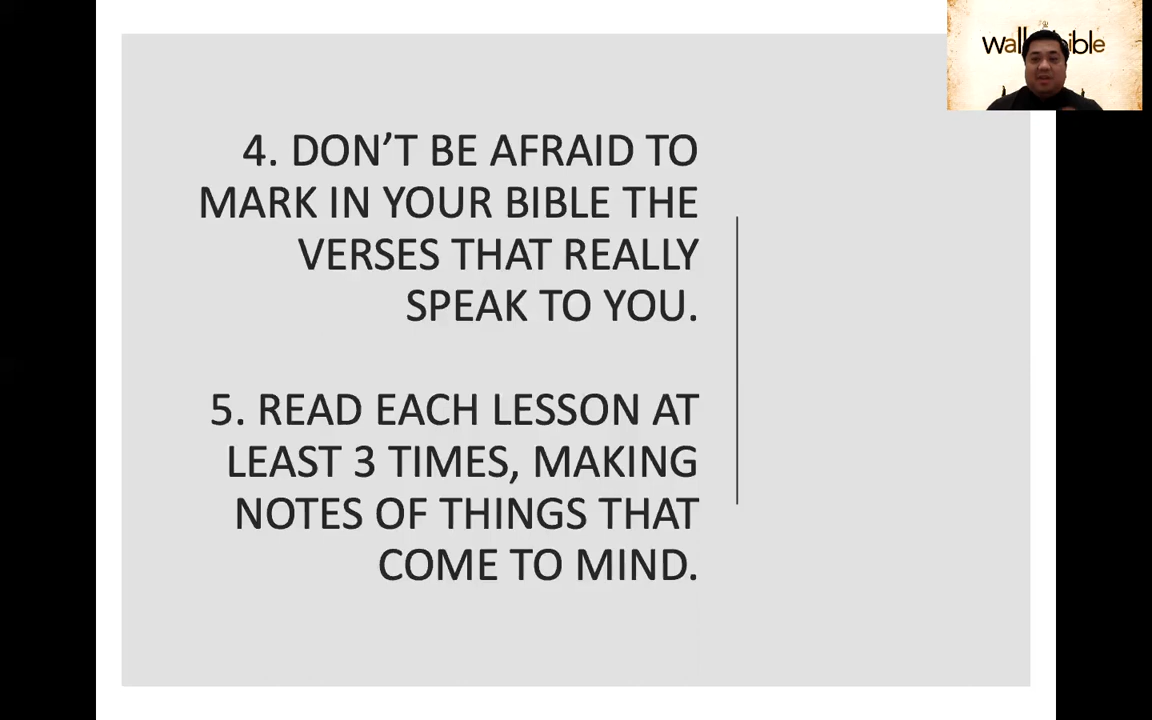 4. DON'T BE AFRAID TO
MARK IN YOUR BIBLE THE
VERSES THAT REALLY
SPEAK TO YOU.
5. READ EACH LESSON AT
LEAST 3 TIMES, MAKING
NOTES OF THINGS THAT
COME TO MIND.